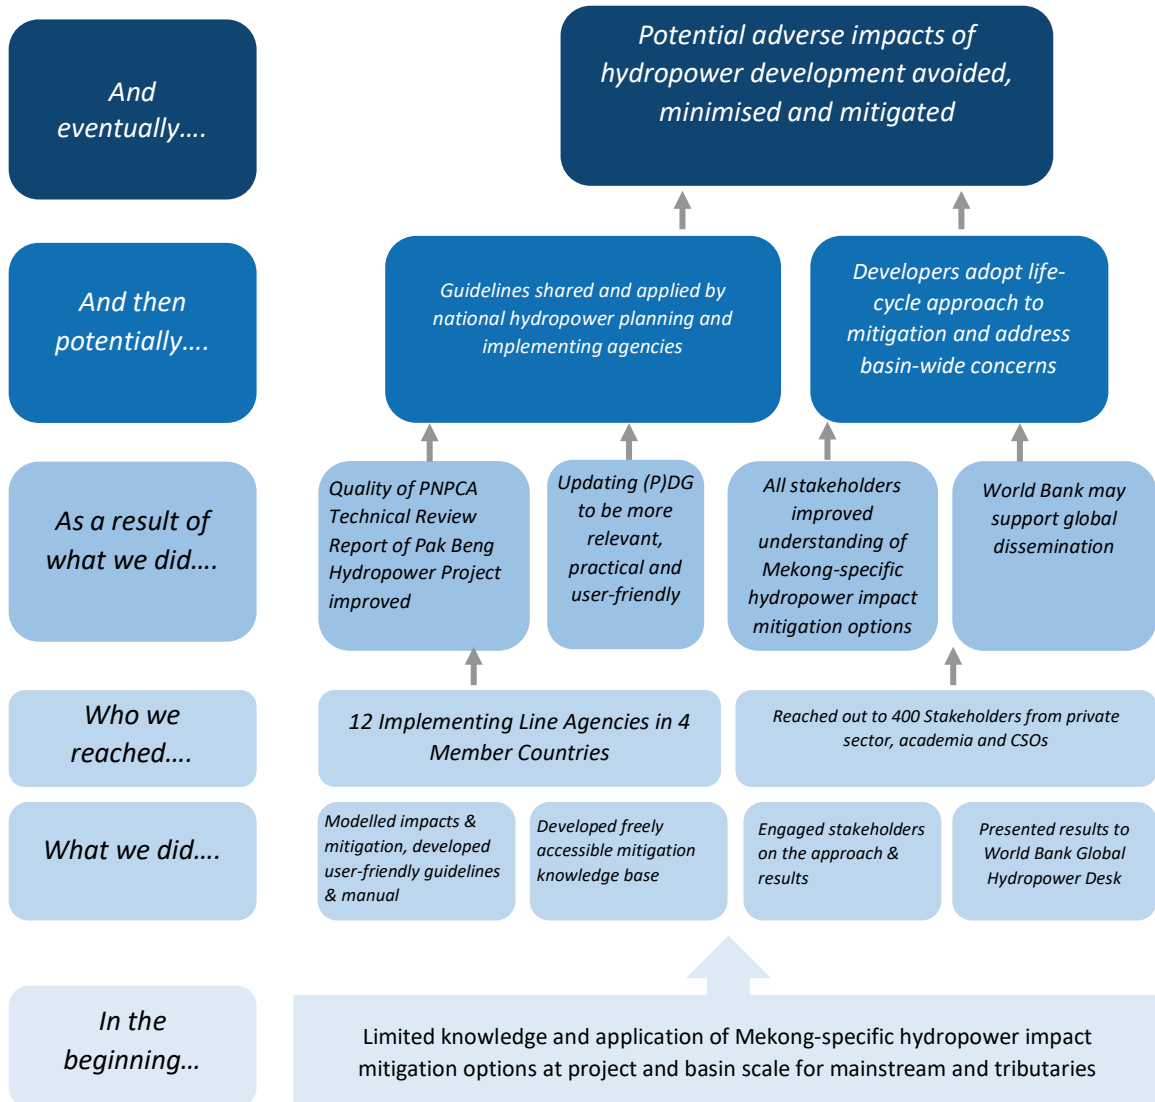 And
eventually….
Potential adverse impacts of
hydropower development avoided,
minimised and mitigated
And then
potentially….
Guidelines shared and applied by
national hydropower planning and
implementing agencies
Developers adopt life-
cycle approach to
mitigation and address
basin-wide concerns
As a result of
what we did….
Quality of PNPCA
Technical Review
Report of Pak Beng
Hydropower Project
improved
Updating (P)DG
to be more
relevant,
practical and
user-friendly
All stakeholders
improved
understanding of
Mekong-specific
hydropower impact
mitigation options
World Bank may
support global
dissemination
Who we
reached….
12 Implementing Line Agencies in 4
Member Countries
Reached out to 400 Stakeholders from private
sector, academia and CSOs
What we did….
Modelled impacts &
mitigation, developed
user-friendly guidelines
& manual
Developed freely
accessible mitigation
knowledge base
Engaged stakeholders
on the approach &
results
Presented results to
World Bank Global
Hydropower Desk
In the
beginning…
Limited knowledge and application of Mekong-specific hydropower impact
mitigation options at project and basin scale for mainstream and tributaries